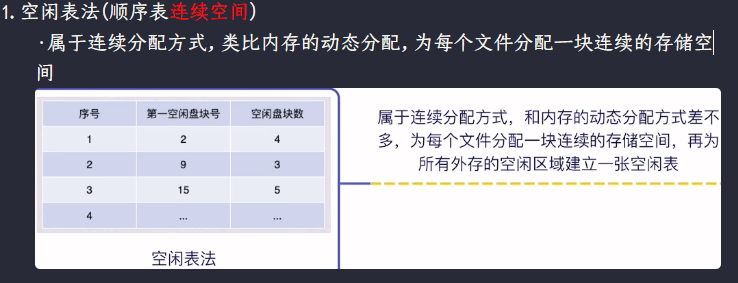 1. 空闲表法(顺序表连续空间)
·属于连续分配方式, 类比内存的动态分配, 为每个文件分配一块连续的存储空
间
序号 第一空闲盘块号 空闲盘块数
1 2 4
2 9 3
3 15 5
4 ... ...
空闲表法
属于连续分配方式，和内存的动态分配方式差不
多，为每个文件分配一块连续的存储空间，再为
所有外存的空闲区域建立一张空闲表